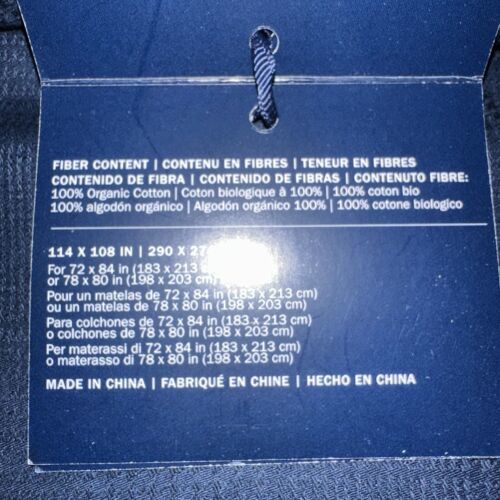 FIBER CONTENT | CONTENU EN FIBRES | TENEUR EN FIBRES
CONTENIDO DE FIBRA | CONTENIDO DE FIBRAS | CONTENUTO FIBRE:
100% Organic Cotton | Coton biologique à 100% | 100% coton bio
100% algodón orgánico | Algodón orgánico 100% | 100% cotone biologico
114 X 108 IN | 290 X
For 72 x 84 in (183 x 213
or 78 x 80 in (198 x 203 cm)
Pour un matelas de 72 x 84 in (183 x 213 cm)
ou un matelas de 78 x 80 in (198 x 203 cm)
Para colchones de 72 x 84 in (183 x 213 cm)
o colchones de 78 x 80 in (198 x 203 cm)
Per materassi di 72 x 84 in (183 x 213 cm)
o materasso di 78 x 80 in (198 x 203 cm)
MADE IN CHINA | FABRIQUÉ EN CHINE | HECHO EN CHINA